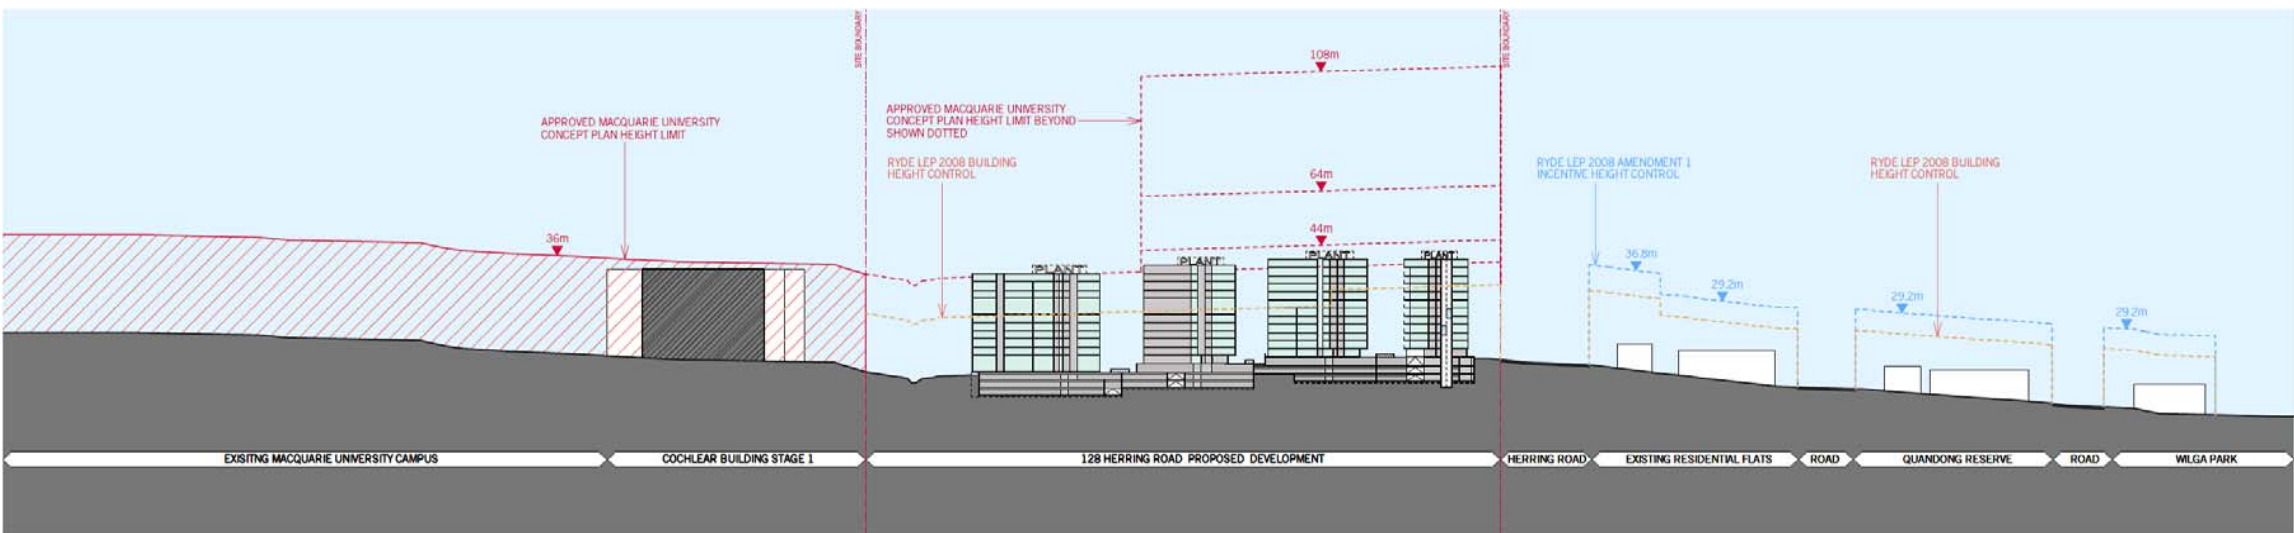 SITE BOUNDARY
SITE BOUNDARY
108m
APPROVED MACQUARIE UNIVERSITY
CONCEPT PLAN HEIGHT LIMIT
APPROVED MACQUARIE UNIVERSITY
CONCEPT PLAN HEIGHT LIMIT BEYOND
SHOWN DOTTED
RYDE LEP 2008 BUILDING
HEIGHT CONTROL
RYDE LEP 2008 AMENDMENT 1
INCENTIVE HEIGHT CONTROL
RYDE LEP 2008 BUILDING
HEIGHT CONTROL
64m
44m
36m
36.8m
29.2m
29.2m
29.2m
PLANT
PLANT
PLANT
PLANT
EXISITNG MACQUARIE UNIVERSITY CAMPUS
COCHLEAR BUILDING STAGE 1
128 HERRING ROAD PROPOSED DEVELOPMENT
HERRING ROAD
EXISTING RESIDENTIAL FLATS
ROAD
QUANDONG RESERVE
ROAD
WILGA PARK